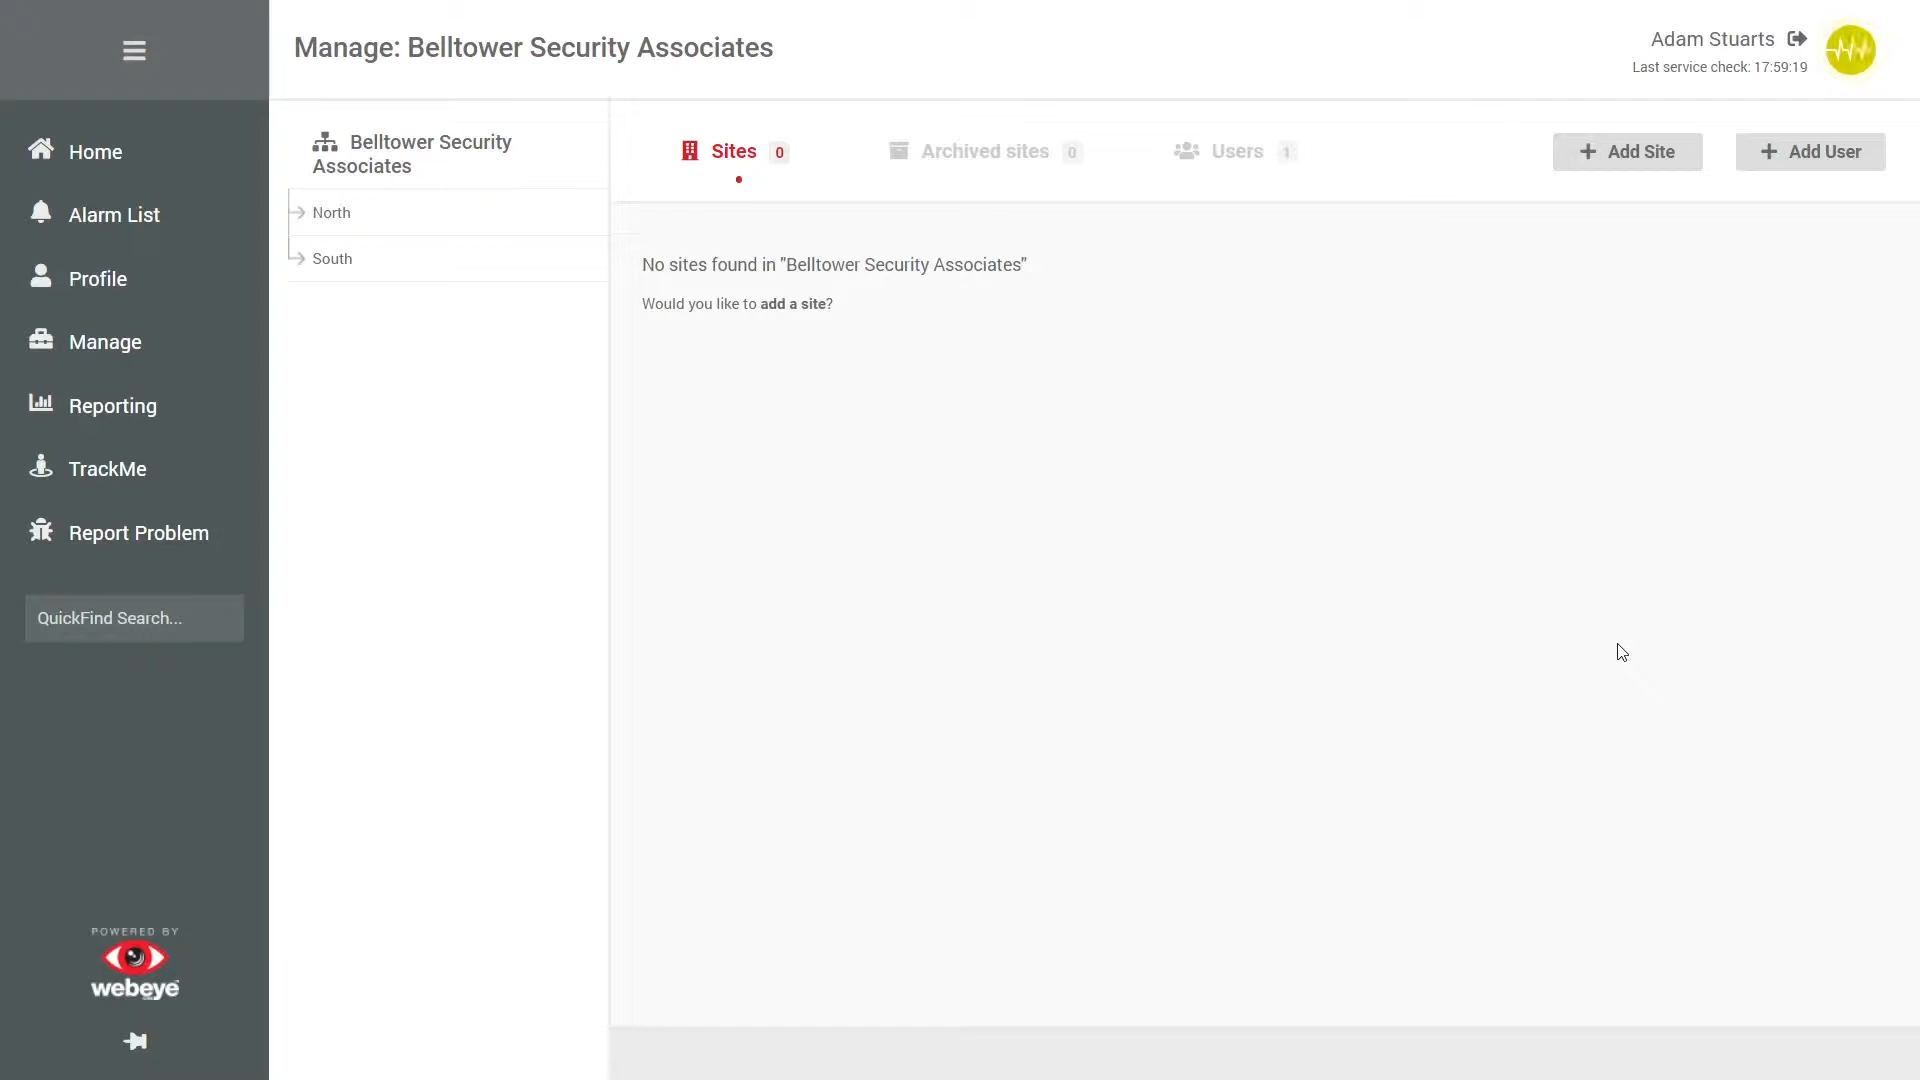 Manage: Belltower Security Associates
Adam Stuarts
Last service check: 17:59:19
Home
Alarm List
Profile
Manage
Reporting
TrackMe
Report Problem
QuickFind Search...
POWERED BY
webeye
Belltower Security
Associates
North
South
Sites 0
Archived sites 0
Users 1
+ Add Site
+ Add User
No sites found in "Belltower Security Associates"
Would you like to add a site?